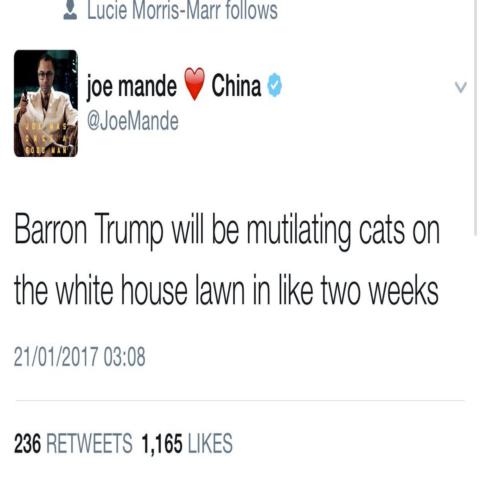 Lucie Morris-Marr follows
joe mande ❤️ China
@JoeMande
Barron Trump will be mutilating cats on
the white house lawn in like two weeks
21/01/2017 03:08
236 RETWEETS 1,165 LIKES